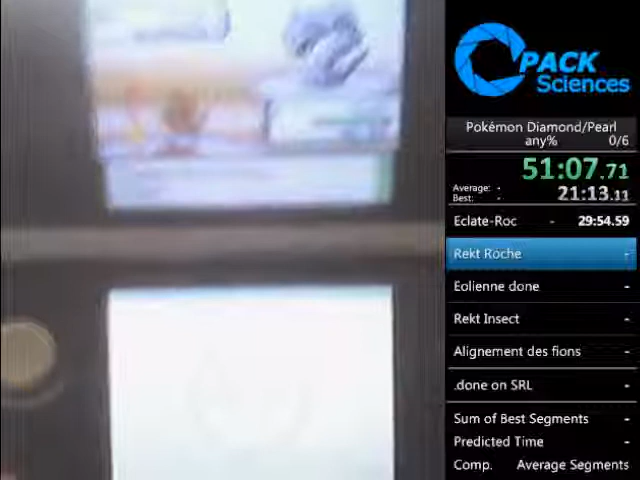 PACK
Sciences
Pokémon Diamond/Pearl
any% 0/6
51:07.71
Average: -
Best: - 21:13.11
Eclate-Roc - 29:54.59
Rekt Roche -
Eolienne done -
Rekt Insect -
Alignement des fions -
.done on SRL -
Sum of Best Segments -
Predicted Time -
Comp. Average Segments